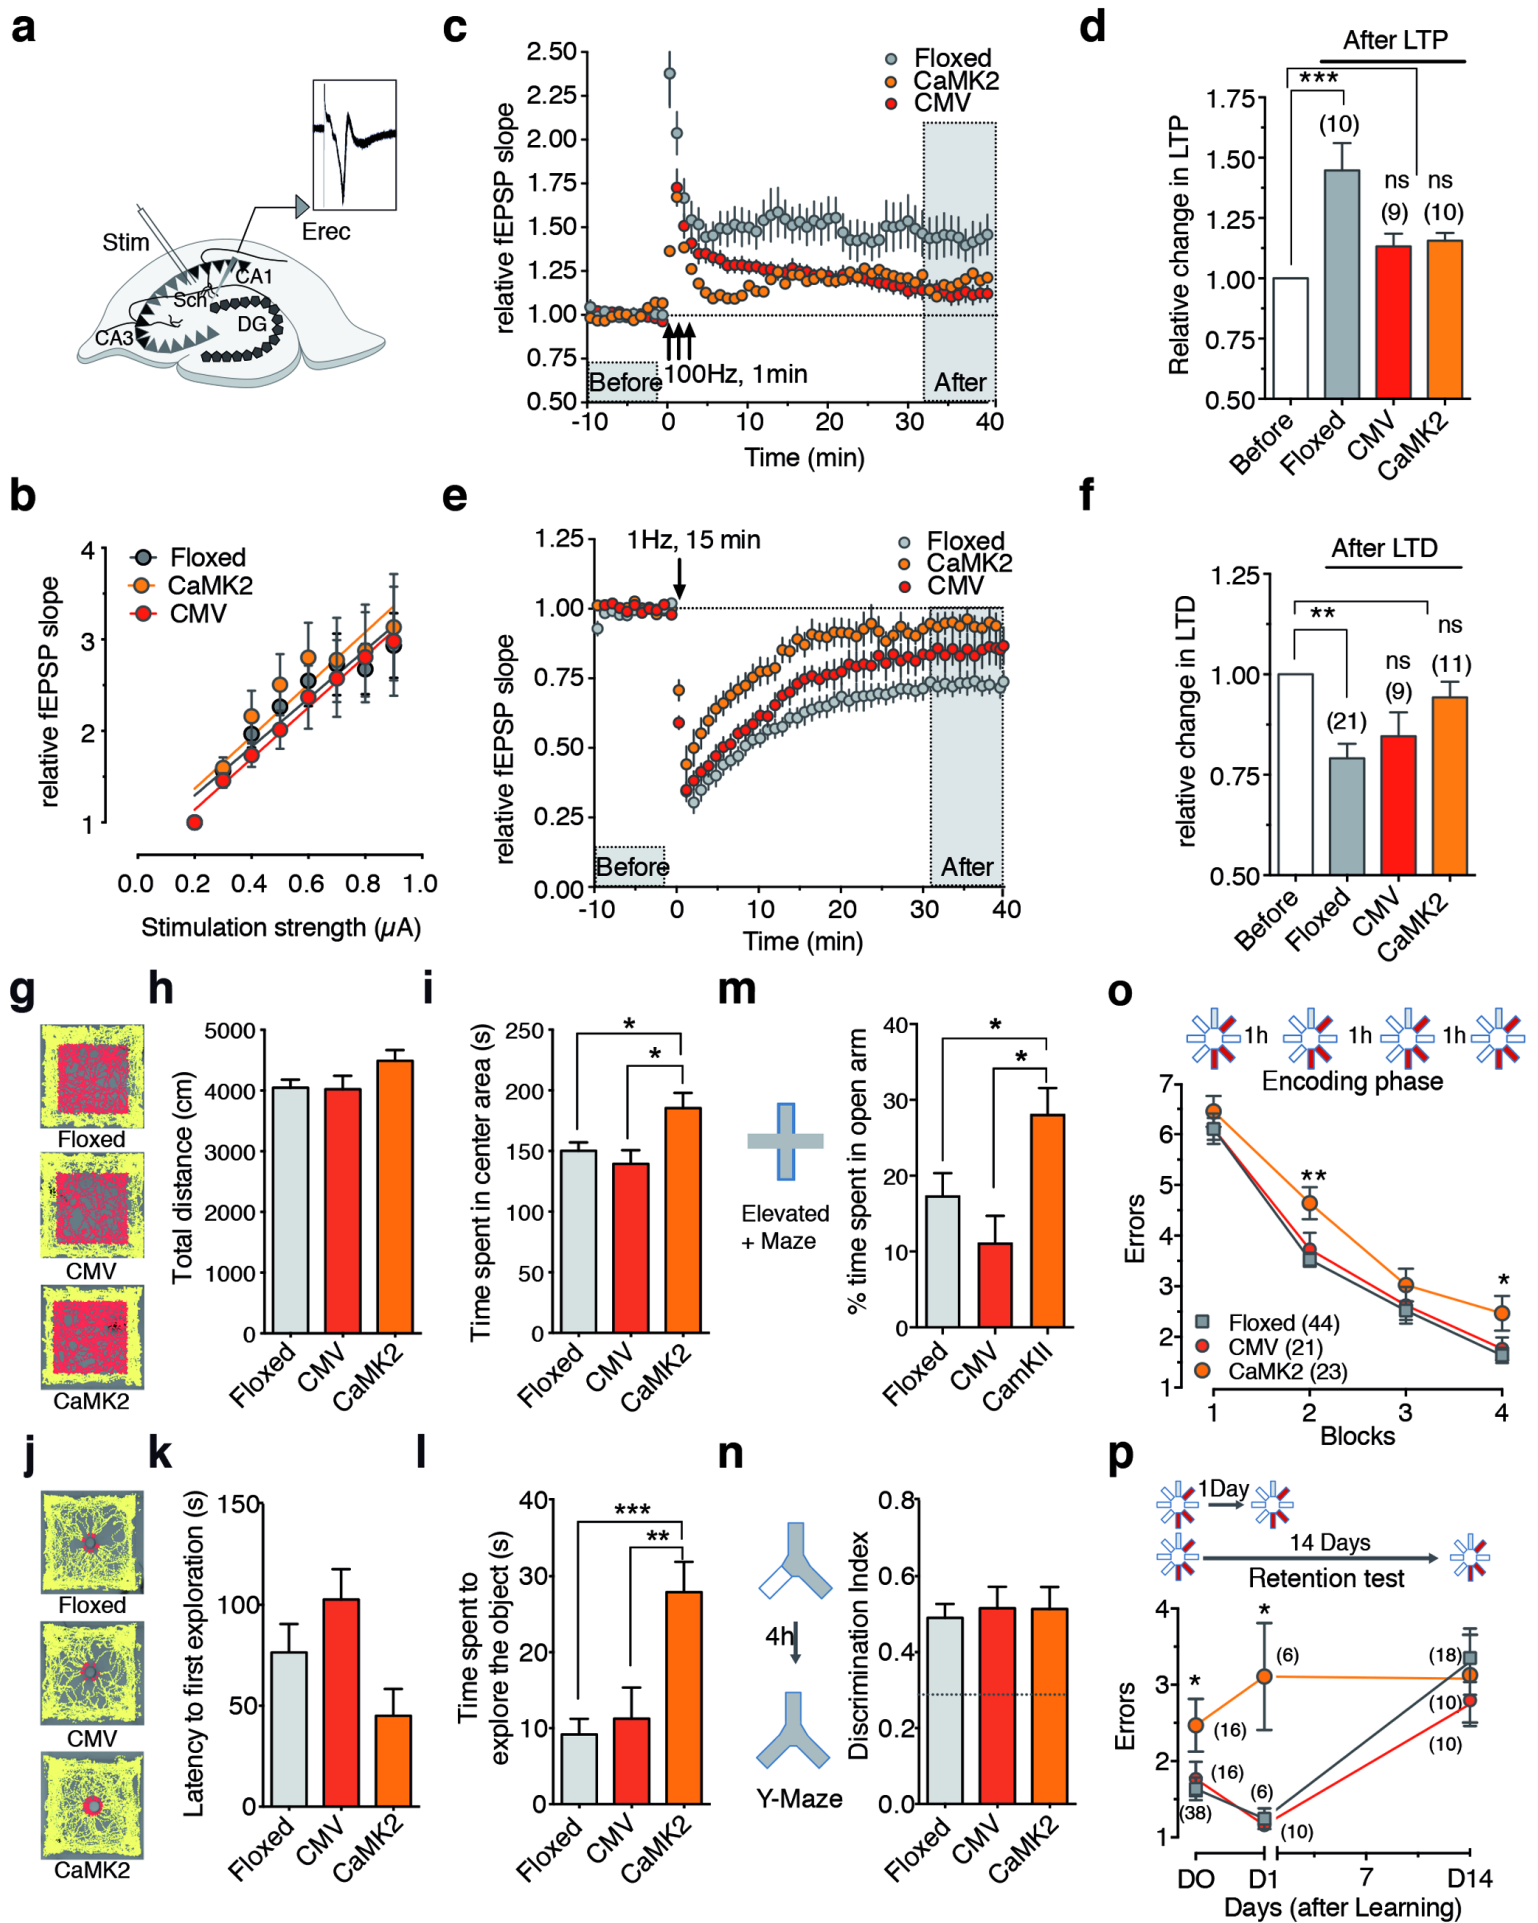 a
Stim
Erec
CA1
Sch
DG
CA3
b
4
3
2
1
relative fEPSP slope
Floxed
CaMK2
CMV
0.0 0.2 0.4 0.6 0.8 1.0
Stimulation strength (µA)
c
2.50
2.25
2.00
1.75
1.50
1.25
1.00
0.75
0.50
relative fEPSP slope
Floxed
CaMK2
CMV
Before
100Hz, 1min
After
-10 0 10 20 30 40
Time (min)
d
After LTP
***
(10)
ns ns
(9) (10)
1.75
1.50
1.25
1.00
0.75
0.50
Relative change in LTP
Before Floxed CMV CaMK2
e
1.25
1.00
0.75
0.50
0.25
0.00
relative fEPSP slope
1Hz, 15 min
Floxed
CaMK2
CMV
Before
After
-10 0 10 20 30 40
Time (min)
f
After LTD
**
ns
ns
(11)
(9)
(21)
1.25
1.00
0.75
0.50
relative change in LTD
Before Floxed CMV CaMK2
g
Floxed
CMV
CaMK2
h
5000
4000
3000
2000
1000
0
Total distance (cm)
Floxed CMV CaMK2
i
250
200
150
100
50
0
Time spent in center area (s)
*
*
Floxed CMV CaMK2
m
Elevated
+ Maze
40
30
20
10
0
% time spent in open arm
*
*
Floxed CMV CamKII
o
1h 1h 1h
Encoding phase
7
6
5
4
3
2
1
Errors
**
*
Floxed (44)
CMV (21)
CaMK2 (23)
1 2 3 4
Blocks
j
Floxed
CMV
CaMK2
k
150
100
50
0
Latency to first exploration (s)
Floxed CMV CaMK2
l
40
30
20
10
0
Time spent to
explore the object (s)
***
**
Floxed CMV CaMK2
n
4h
Y-Maze
0.8
0.6
0.4
0.2
0.0
Discrimination Index
Floxed CMV CaMK2
p
1Day
14 Days
Retention test
4
3
2
1
Errors
*
*
(16)
(16)
(38)
(6)
(6)
(10)
(18)
(10)
(10)
DO D1 7 D14
Days (after Learning)